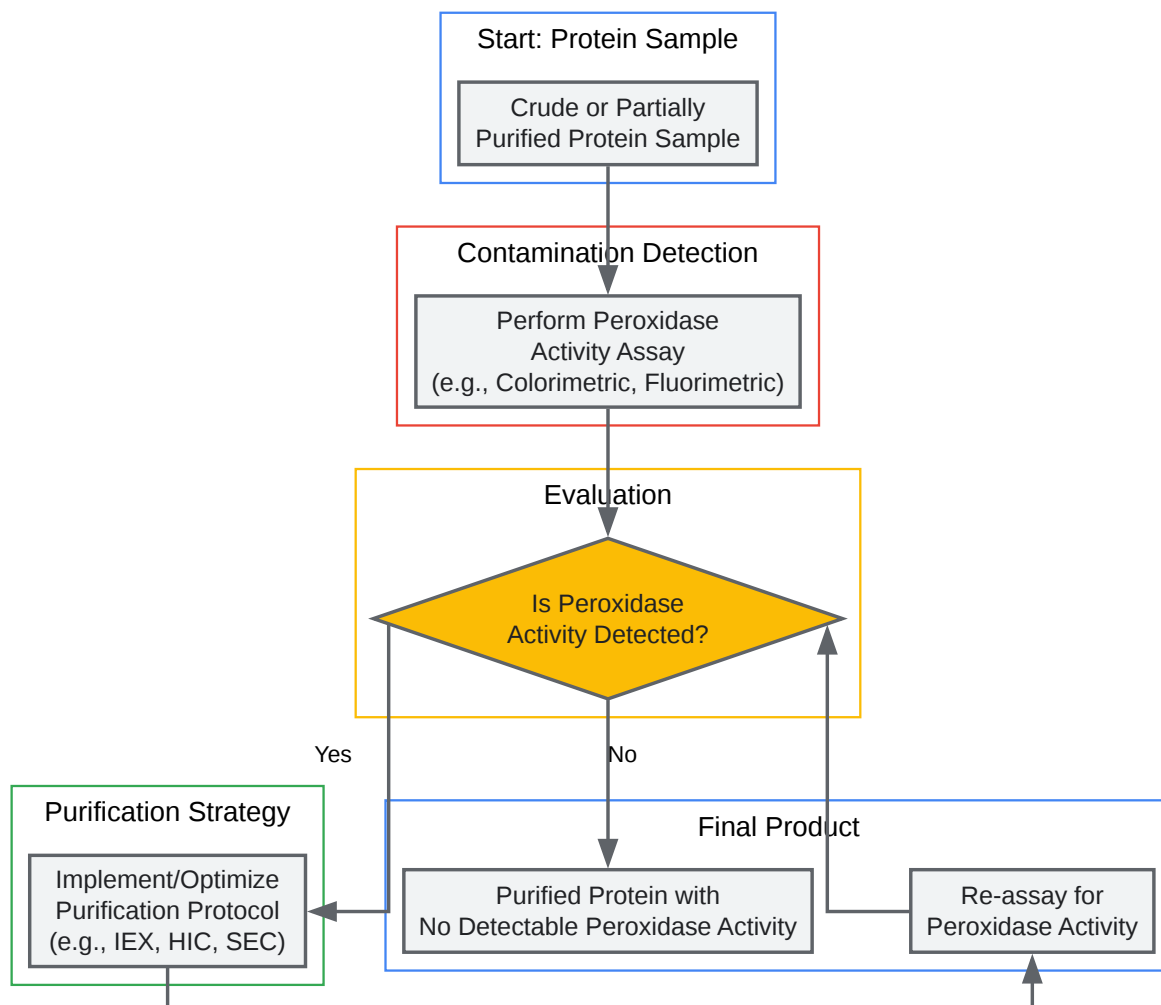 Start: Protein Sample
Crude or Partially
Purified Protein Sample
Contamination Detection
Perform Peroxidase
Activity Assay
(e.g., Colorimetric, Fluorimetric)
Evaluation
Is Peroxidase
Activity Detected?
Yes
No
Purification Strategy
Implement/Optimize
Purification Protocol
(e.g., IEX, HIC, SEC)
Final Product
Purified Protein with
No Detectable Peroxidase Activity
Re-assay for
Peroxidase Activity